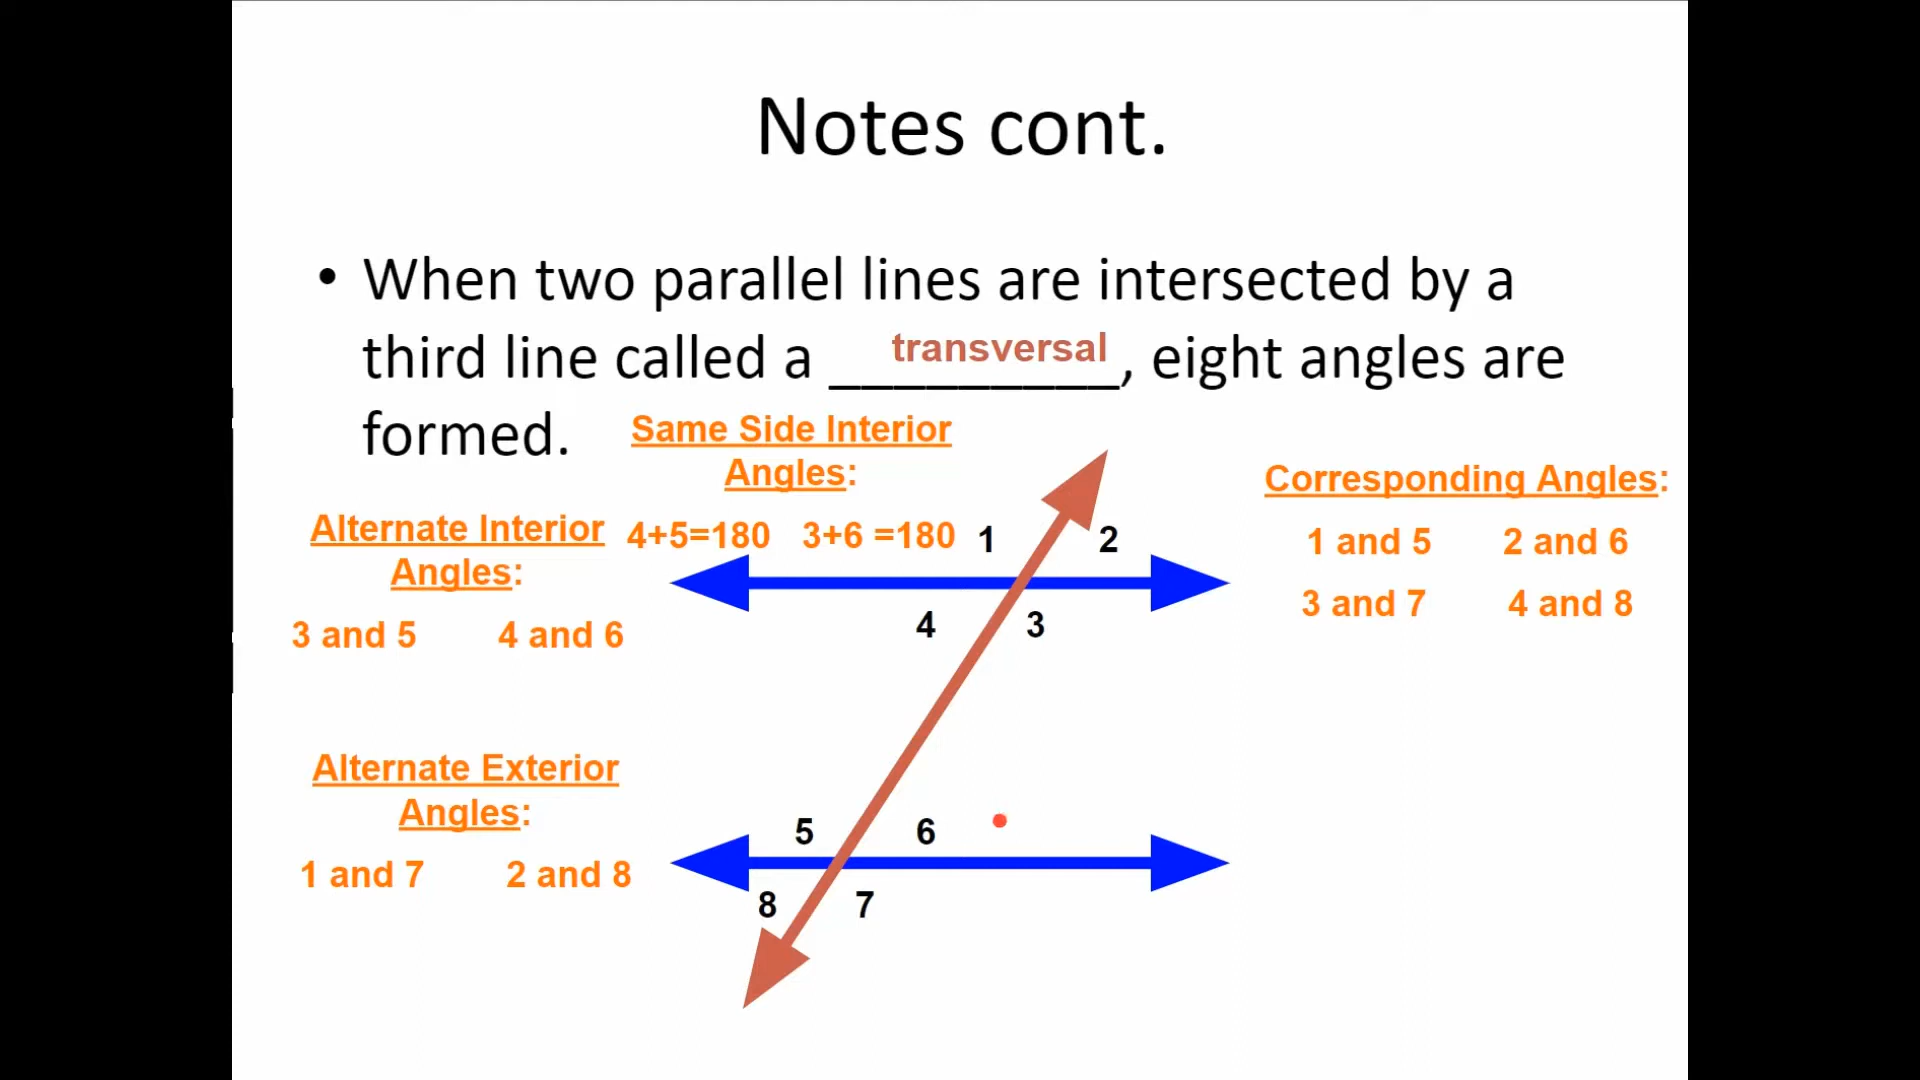 Notes cont.
• When two parallel lines are intersected by a
third line called a _________, eight angles are
transversal
formed.
Same Side Interior
Angles:
4+5=180 3+6 =180
Alternate Interior
Angles:
3 and 5 4 and 6
Alternate Exterior
Angles:
1 and 7 2 and 8
Corresponding Angles:
1 and 5 2 and 6
3 and 7 4 and 8
1 2
4 3
5 6
8 7